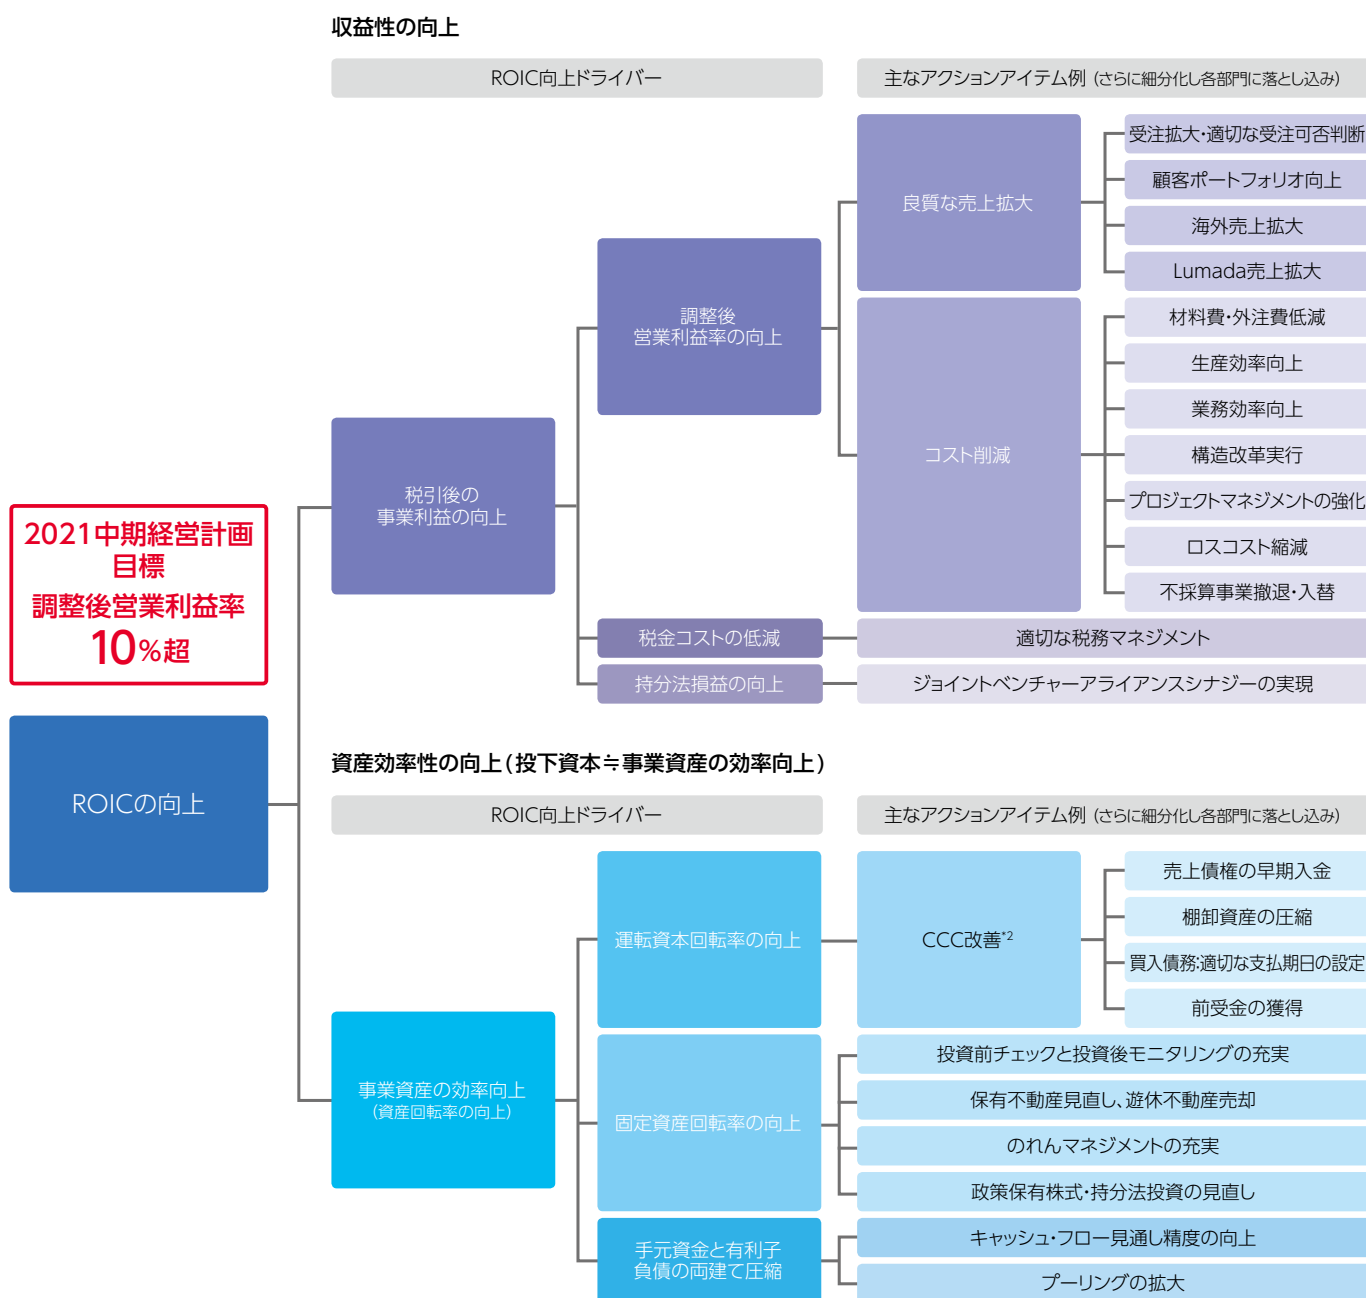 収益性の向上
ROIC向上ドライバー
主なアクションアイテム例（さらに細分化し各部門に落とし込み）
受注拡大・適切な受注可否判断
顧客ポートフォリオ向上
良質な売上拡大
海外売上拡大
Lumada売上拡大
調整後
営業利益率の向上
材料費・外注費低減
生産効率向上
業務効率向上
コスト削減
構造改革実行
プロジェクトマネジメントの強化
ロスコスト縮減
不採算事業撤退・入替
税引後の
事業利益の向上
2021中期経営計画
目標
調整後営業利益率
10%超
税金コストの低減
適切な税務マネジメント
持分法損益の向上
ジョイントベンチャーアライアンスシナジーの実現
ROICの向上
資産効率性の向上（投下資本≒事業資産の効率向上）
ROIC向上ドライバー
主なアクションアイテム例（さらに細分化し各部門に落とし込み）
売上債権の早期入金
棚卸資産の圧縮
運転資本回転率の向上
CCC改善*2
買入債務:適切な支払期日の設定
前受金の獲得
事業資産の効率向上
（資産回転率の向上）
固定資産回転率の向上
投資前チェックと投資後モニタリングの充実
保有不動産見直し、遊休不動産売却
のれんマネジメントの充実
政策保有株式・持分法投資の見直し
手元資金と有利子
負債の両建て圧縮
キャッシュ・フロー見通し精度の向上
プーリングの拡大